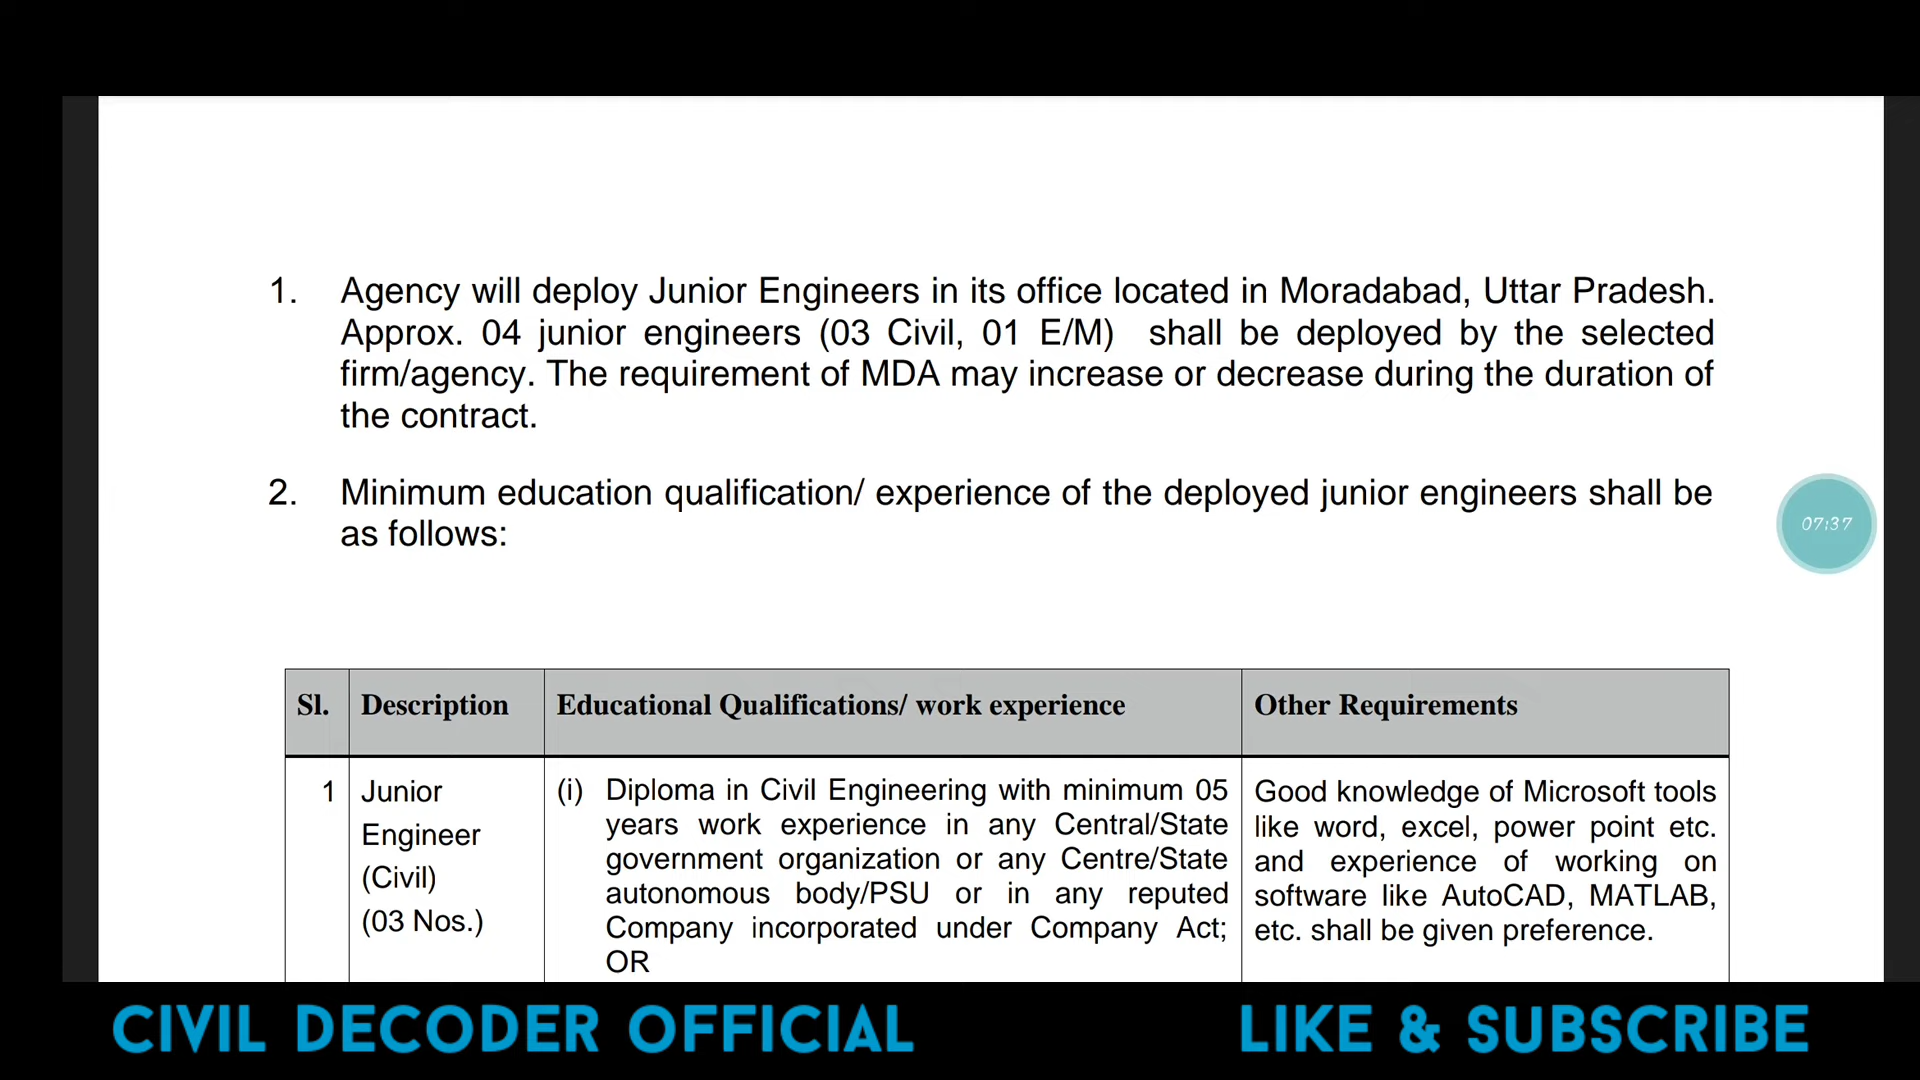 1. Agency will deploy Junior Engineers in its office located in Moradabad, Uttar Pradesh.
Approx. 04 junior engineers (03 Civil, 01 E/M) shall be deployed by the selected
firm/agency. The requirement of MDA may increase or decrease during the duration of
the contract.
2. Minimum education qualification/ experience of the deployed junior engineers shall be
as follows:
07:37
Sl. Description Educational Qualifications/ work experience Other Requirements
1
Junior
Engineer
(Civil)
(03 Nos.)
(i) Diploma in Civil Engineering with minimum 05
years work experience in any Central/State
government organization or any Centre/State
autonomous body/PSU or in any reputed
Company incorporated under Company Act;
OR
Good knowledge of Microsoft tools
like word, excel, power point etc.
and experience of working on
software like AutoCAD, MATLAB,
etc. shall be given preference.
CIVIL DECODER OFFICIAL
LIKE & SUBSCRIBE